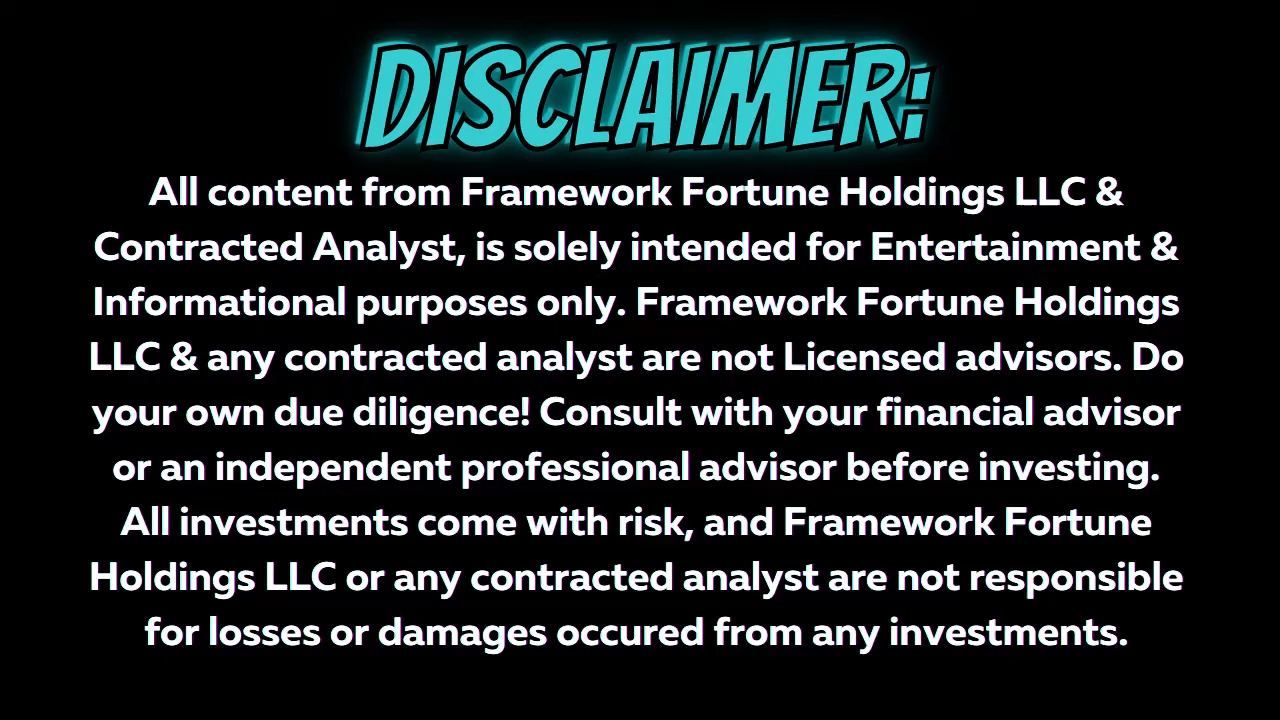 DISCLAIMER:
All content from Framework Fortune Holdings LLC &
Contracted Analyst, is solely intended for Entertainment &
Informational purposes only. Framework Fortune Holdings
LLC & any contracted analyst are not Licensed advisors. Do
your own due diligence! Consult with your financial advisor
or an independent professional advisor before investing.
All investments come with risk, and Framework Fortune
Holdings LLC or any contracted analyst are not responsible
for losses or damages occured from any investments.